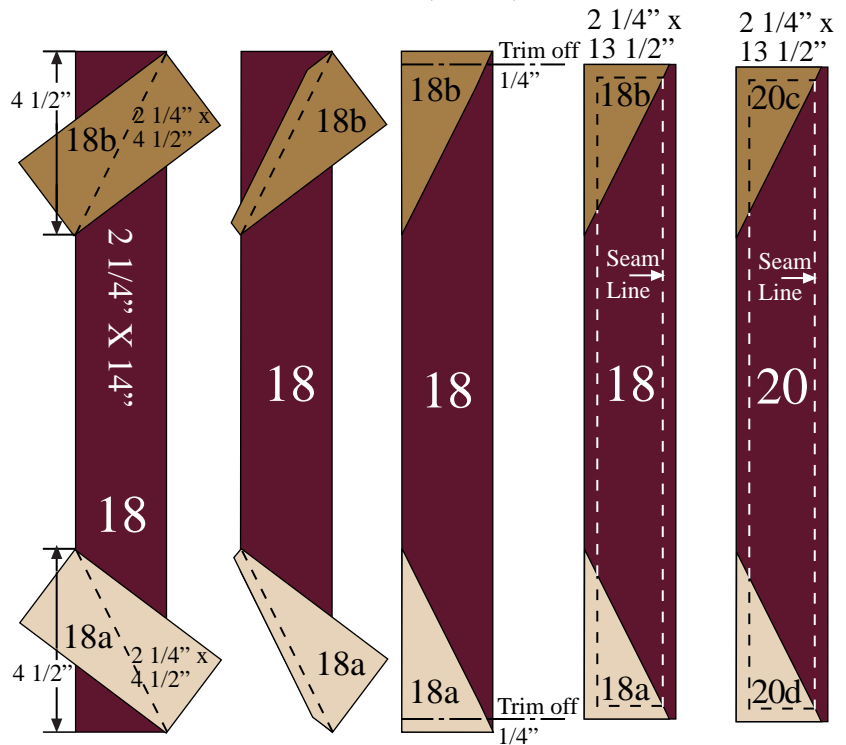 4 1/2”
18b
2 1/4” x
4 1/2”
2 1/4” X 14”
18
4 1/2”
18a
2 1/4” x
4 1/2”
18b
18
18a
18b
Trim off
1/4”
18
18a
Trim off
1/4”
2 1/4” x
13 1/2”
18b
Seam
Line
18
18a
2 1/4” x
13 1/2”
20c
Seam
Line
20
20d